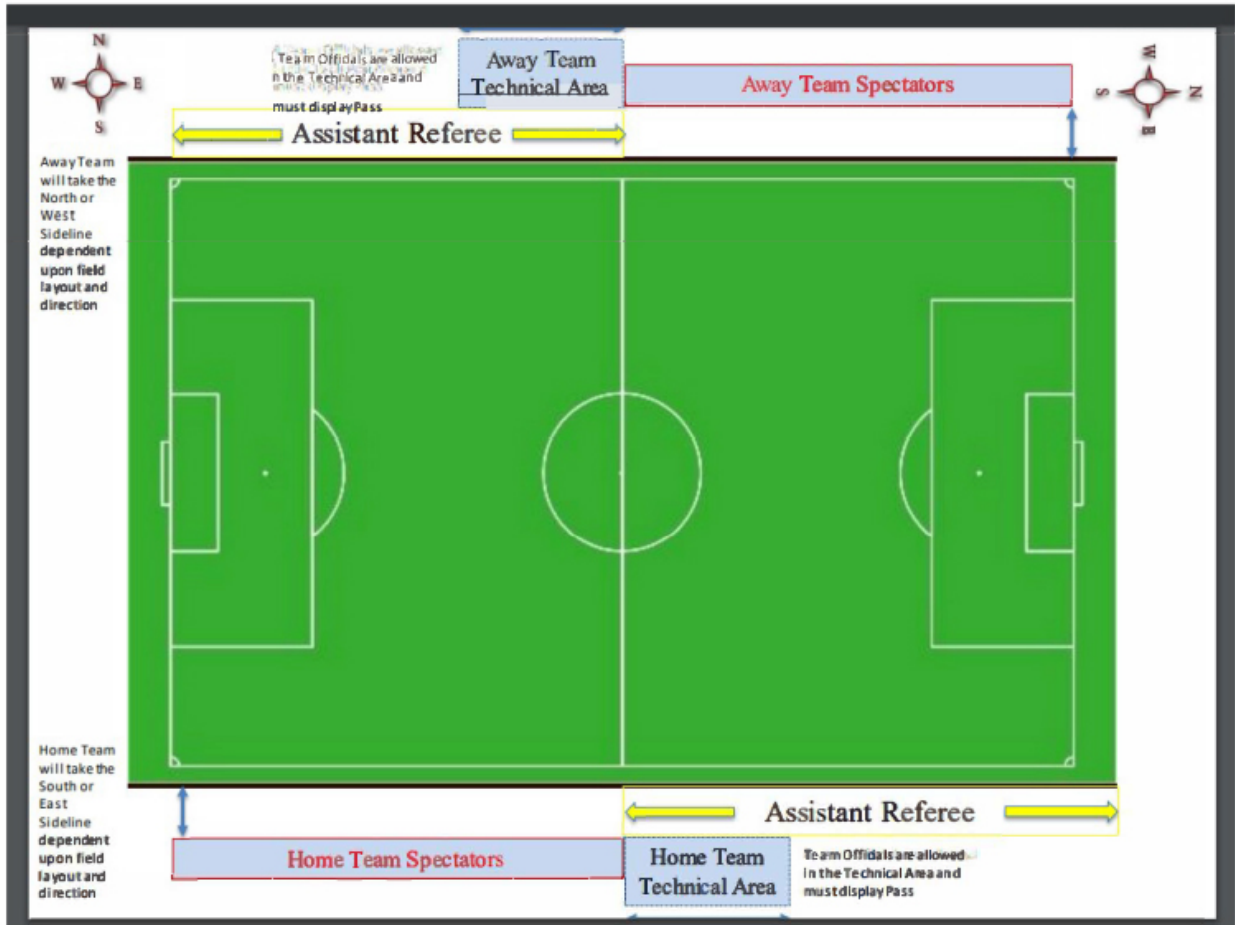 N
W E
S
Team Officials are allowed
n the Technical Area and
must display Pass
Away Team
Technical Area
Away Team Spectators
W
S N
E
Assistant Referee
Away Team
will take the
North or
West
Sideline
dependent
upon field
layout and
direction
Home Team
will take the
South or
East
Sideline
dependent
upon field
layout and
direction
Assistant Referee
Home Team Spectators
Home Team
Technical Area
Team Officials are allowed
in the Technical Area and
must display Pass